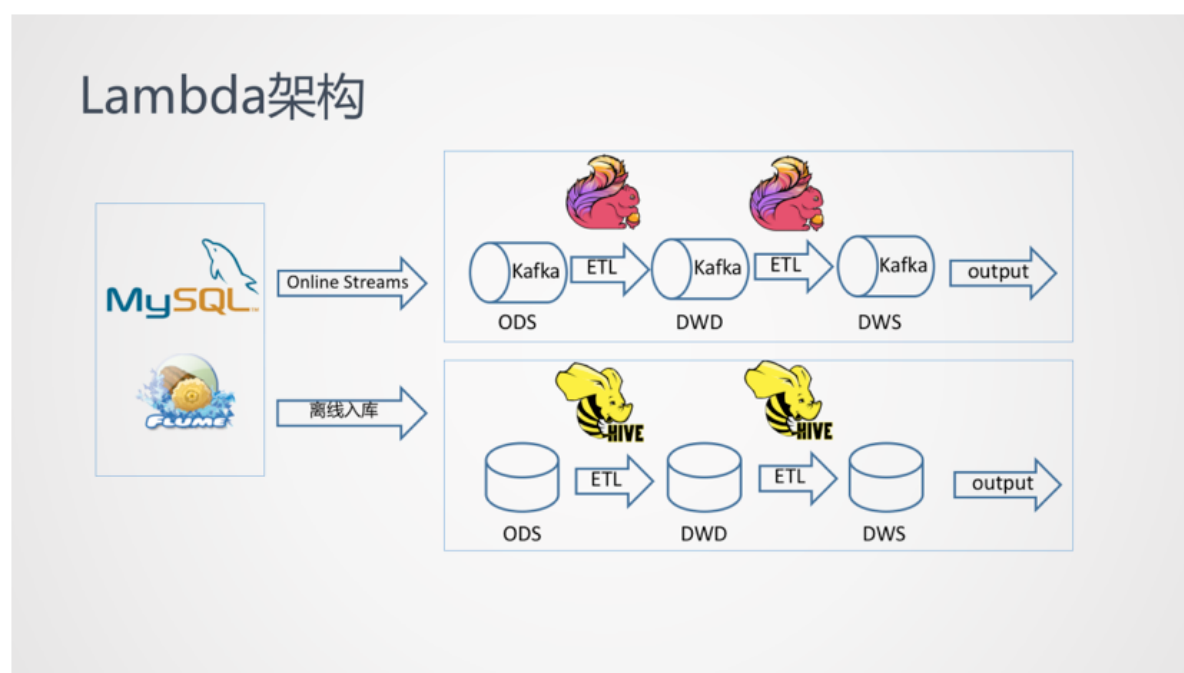 Lambda架构
MySQL™
FLUME
Online Streams
离线入库
Kafka
ETL
Kafka
ETL
Kafka
output
ODS
DWD
DWS
HIVE
HIVE
ETL
ETL
output
ODS
DWD
DWS